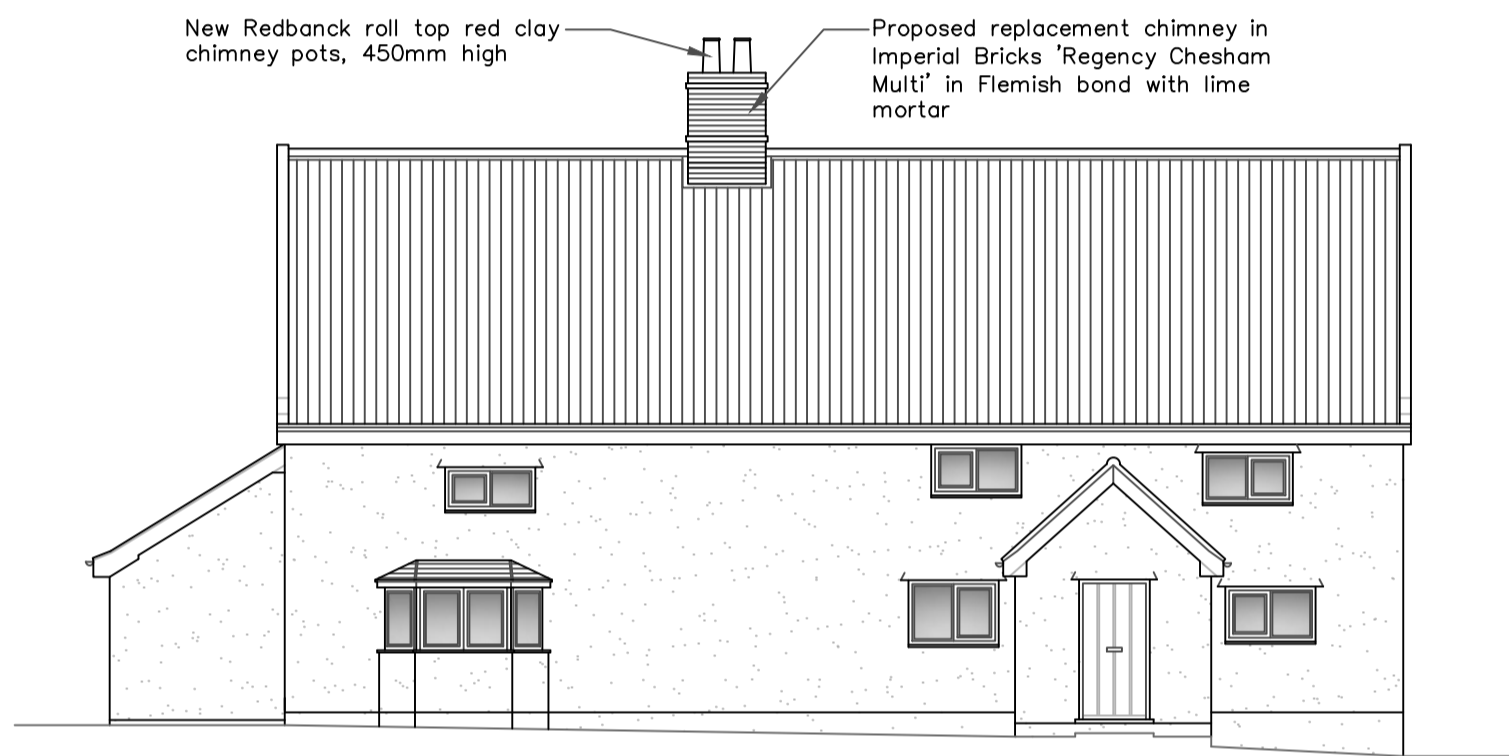 New Redbanck roll top red clay
chimney pots, 450mm high
Proposed replacement chimney in
Imperial Bricks 'Regency Chesham
Multi' in Flemish bond with lime
mortar